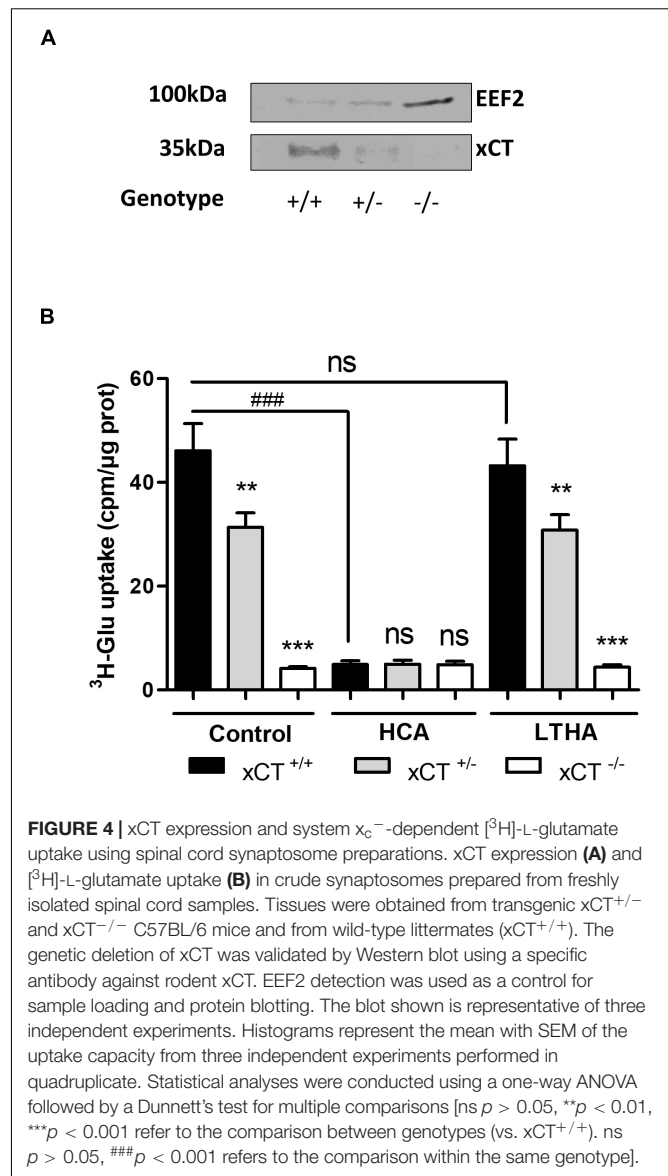 A
100kDa EEF2
35kDa xCT
Genotype +/+ +/- -/-
B
ns
60
###
40
20
0
** ** *** ns ns ***
³H-Glu uptake (cpm/µg prot)
Control HCA LTHA
xCT +/+ xCT +/- xCT -/-
FIGURE 4 | xCT expression and system xc−-dependent [³H]-L-glutamate
uptake using spinal cord synaptosome preparations. xCT expression (A) and
[³H]-L-glutamate uptake (B) in crude synaptosomes prepared from freshly
isolated spinal cord samples. Tissues were obtained from transgenic xCT+/−
and xCT−/− C57BL/6 mice and from wild-type littermates (xCT+/+). The
genetic deletion of xCT was validated by Western blot using a specific
antibody against rodent xCT. EEF2 detection was used as a control for
sample loading and protein blotting. The blot shown is representative of three
independent experiments. Histograms represent the mean with SEM of the
uptake capacity from three independent experiments performed in
quadruplicate. Statistical analyses were conducted using a one-way ANOVA
followed by a Dunnett's test for multiple comparisons [ns p > 0.05, **p < 0.01,
***p < 0.001 refer to the comparison between genotypes (vs. xCT+/+). ns
p > 0.05, ###p < 0.001 refers to the comparison within the same genotype].